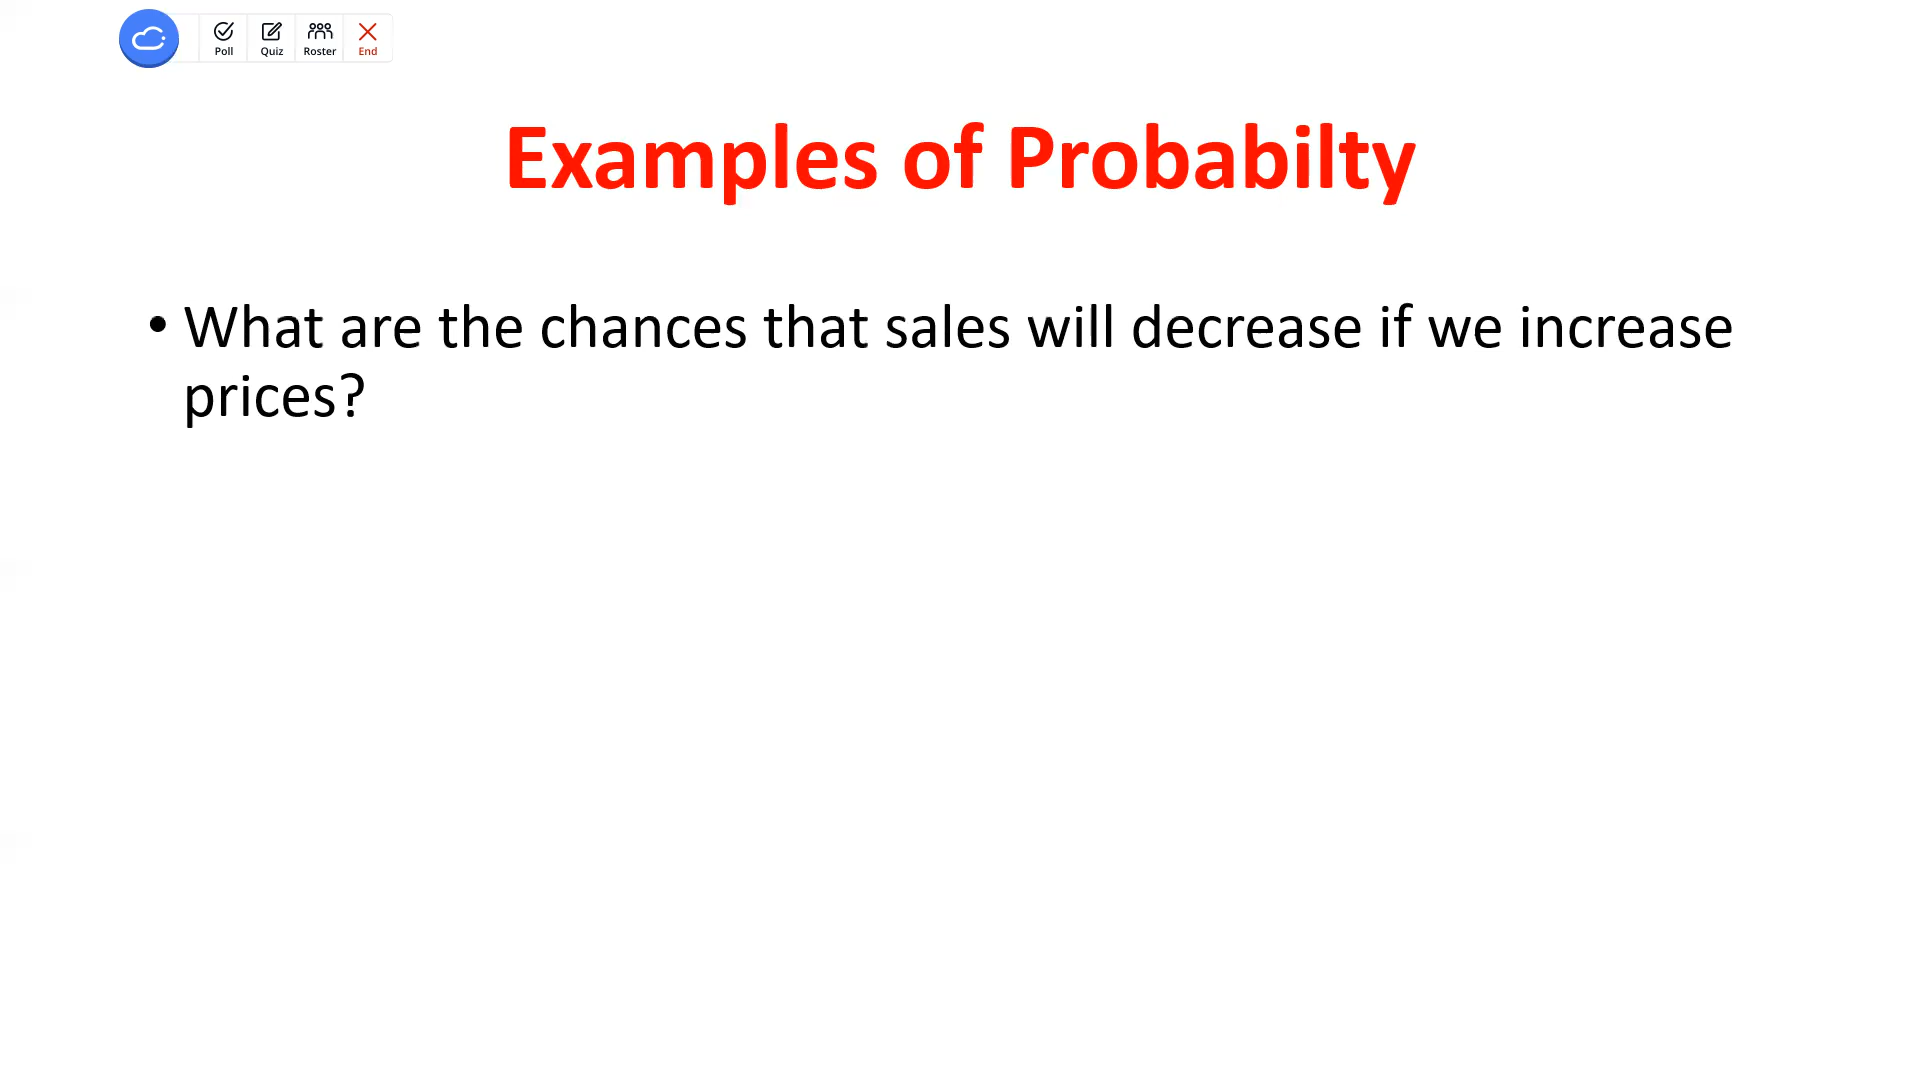 Poll Quiz Roster End
Examples of Probabilty
• What are the chances that sales will decrease if we increase
prices?